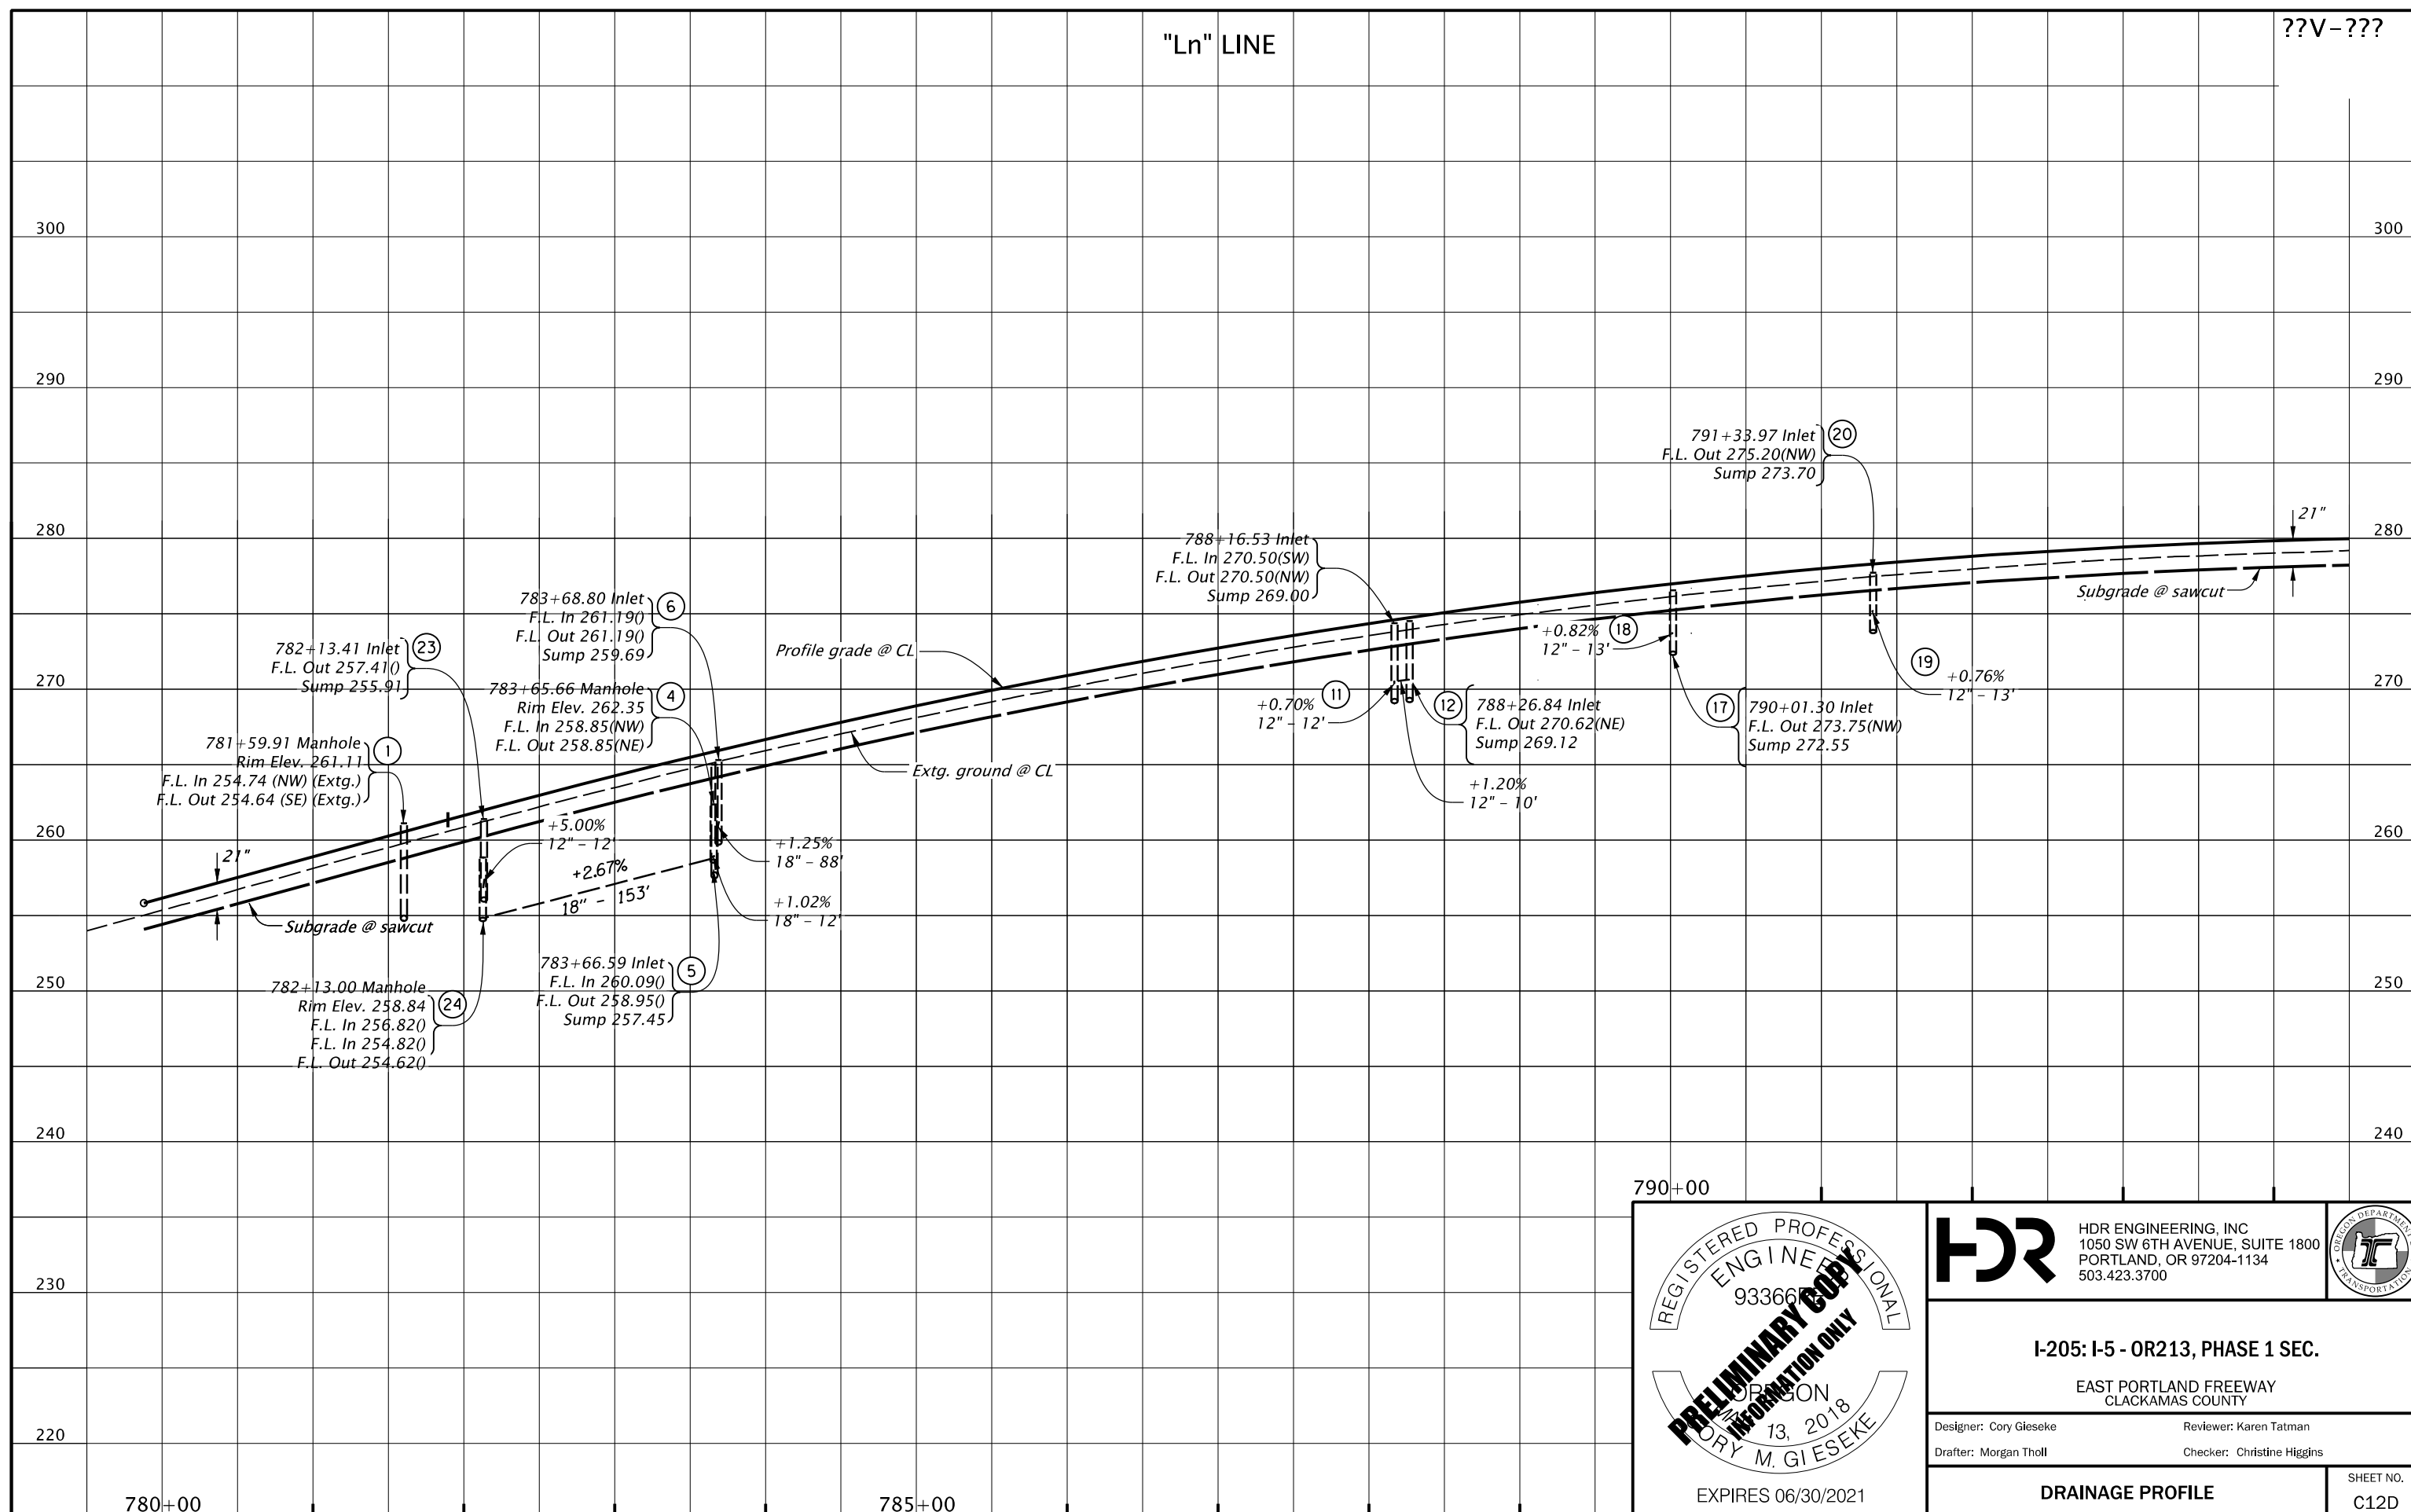 "Ln" LINE
??V-???
300
300
290
290
280
280
270
270
260
260
250
250
240
240
230
220
791+33.97 Inlet
F.L. Out 275.20(NW)
Sump 273.70
20
21"
788+16.53 Inlet
F.L. In 270.50(SW)
F.L. Out 270.50(NW)
Sump 269.00
783+68.80 Inlet
F.L. In 261.19()
F.L. Out 261.19()
Sump 259.69
6
782+13.41 Inlet
F.L. Out 257.41()
Sump 255.91
23
783+65.66 Manhole
Rim Elev. 262.35
F.L. In 258.85(NW)
F.L. Out 258.85(NE)
4
781+59.91 Manhole
Rim Elev. 261.11
F.L. In 254.74 (NW) (Extg.)
F.L. Out 254.64 (SE) (Extg.)
1
Profile grade @ CL
Extg. ground @ CL
Subgrade @ sawcut
+0.82%
12" - 13'
18
+0.70%
12" - 12'
11
12
788+26.84 Inlet
F.L. Out 270.62(NE)
Sump 269.12
+1.20%
12" - 10'
17
790+01.30 Inlet
F.L. Out 273.75(NW)
Sump 272.55
19
+0.76%
12" - 13'
21"
+5.00%
12" - 12'
+2.67%
18" - 153'
+1.25%
18" - 88'
+1.02%
18" - 12'
Subgrade @ sawcut
783+66.59 Inlet
F.L. In 260.09()
F.L. Out 258.95()
Sump 257.45
5
782+13.00 Manhole
Rim Elev. 258.84
F.L. In 256.82()
F.L. In 254.82()
F.L. Out 254.62()
24
780+00
785+00
790+00
REGISTERED PROFESSIONAL
ENGINEER
93366PE
PRELIMINARY COPY
INFORMATION ONLY
OREGON
13, 2018
CORY M. GIESEKE
EXPIRES 06/30/2021
HDR
HDR ENGINEERING, INC
1050 SW 6TH AVENUE, SUITE 1800
PORTLAND, OR 97204-1134
503.423.3700
OREGON DEPARTMENT
TRANSPORTATION
I-205: I-5 - OR213, PHASE 1 SEC.
EAST PORTLAND FREEWAY
CLACKAMAS COUNTY
Designer: Cory Gieseke
Reviewer: Karen Tatman
Drafter: Morgan Tholl
Checker: Christine Higgins
DRAINAGE PROFILE
SHEET NO.
C12D